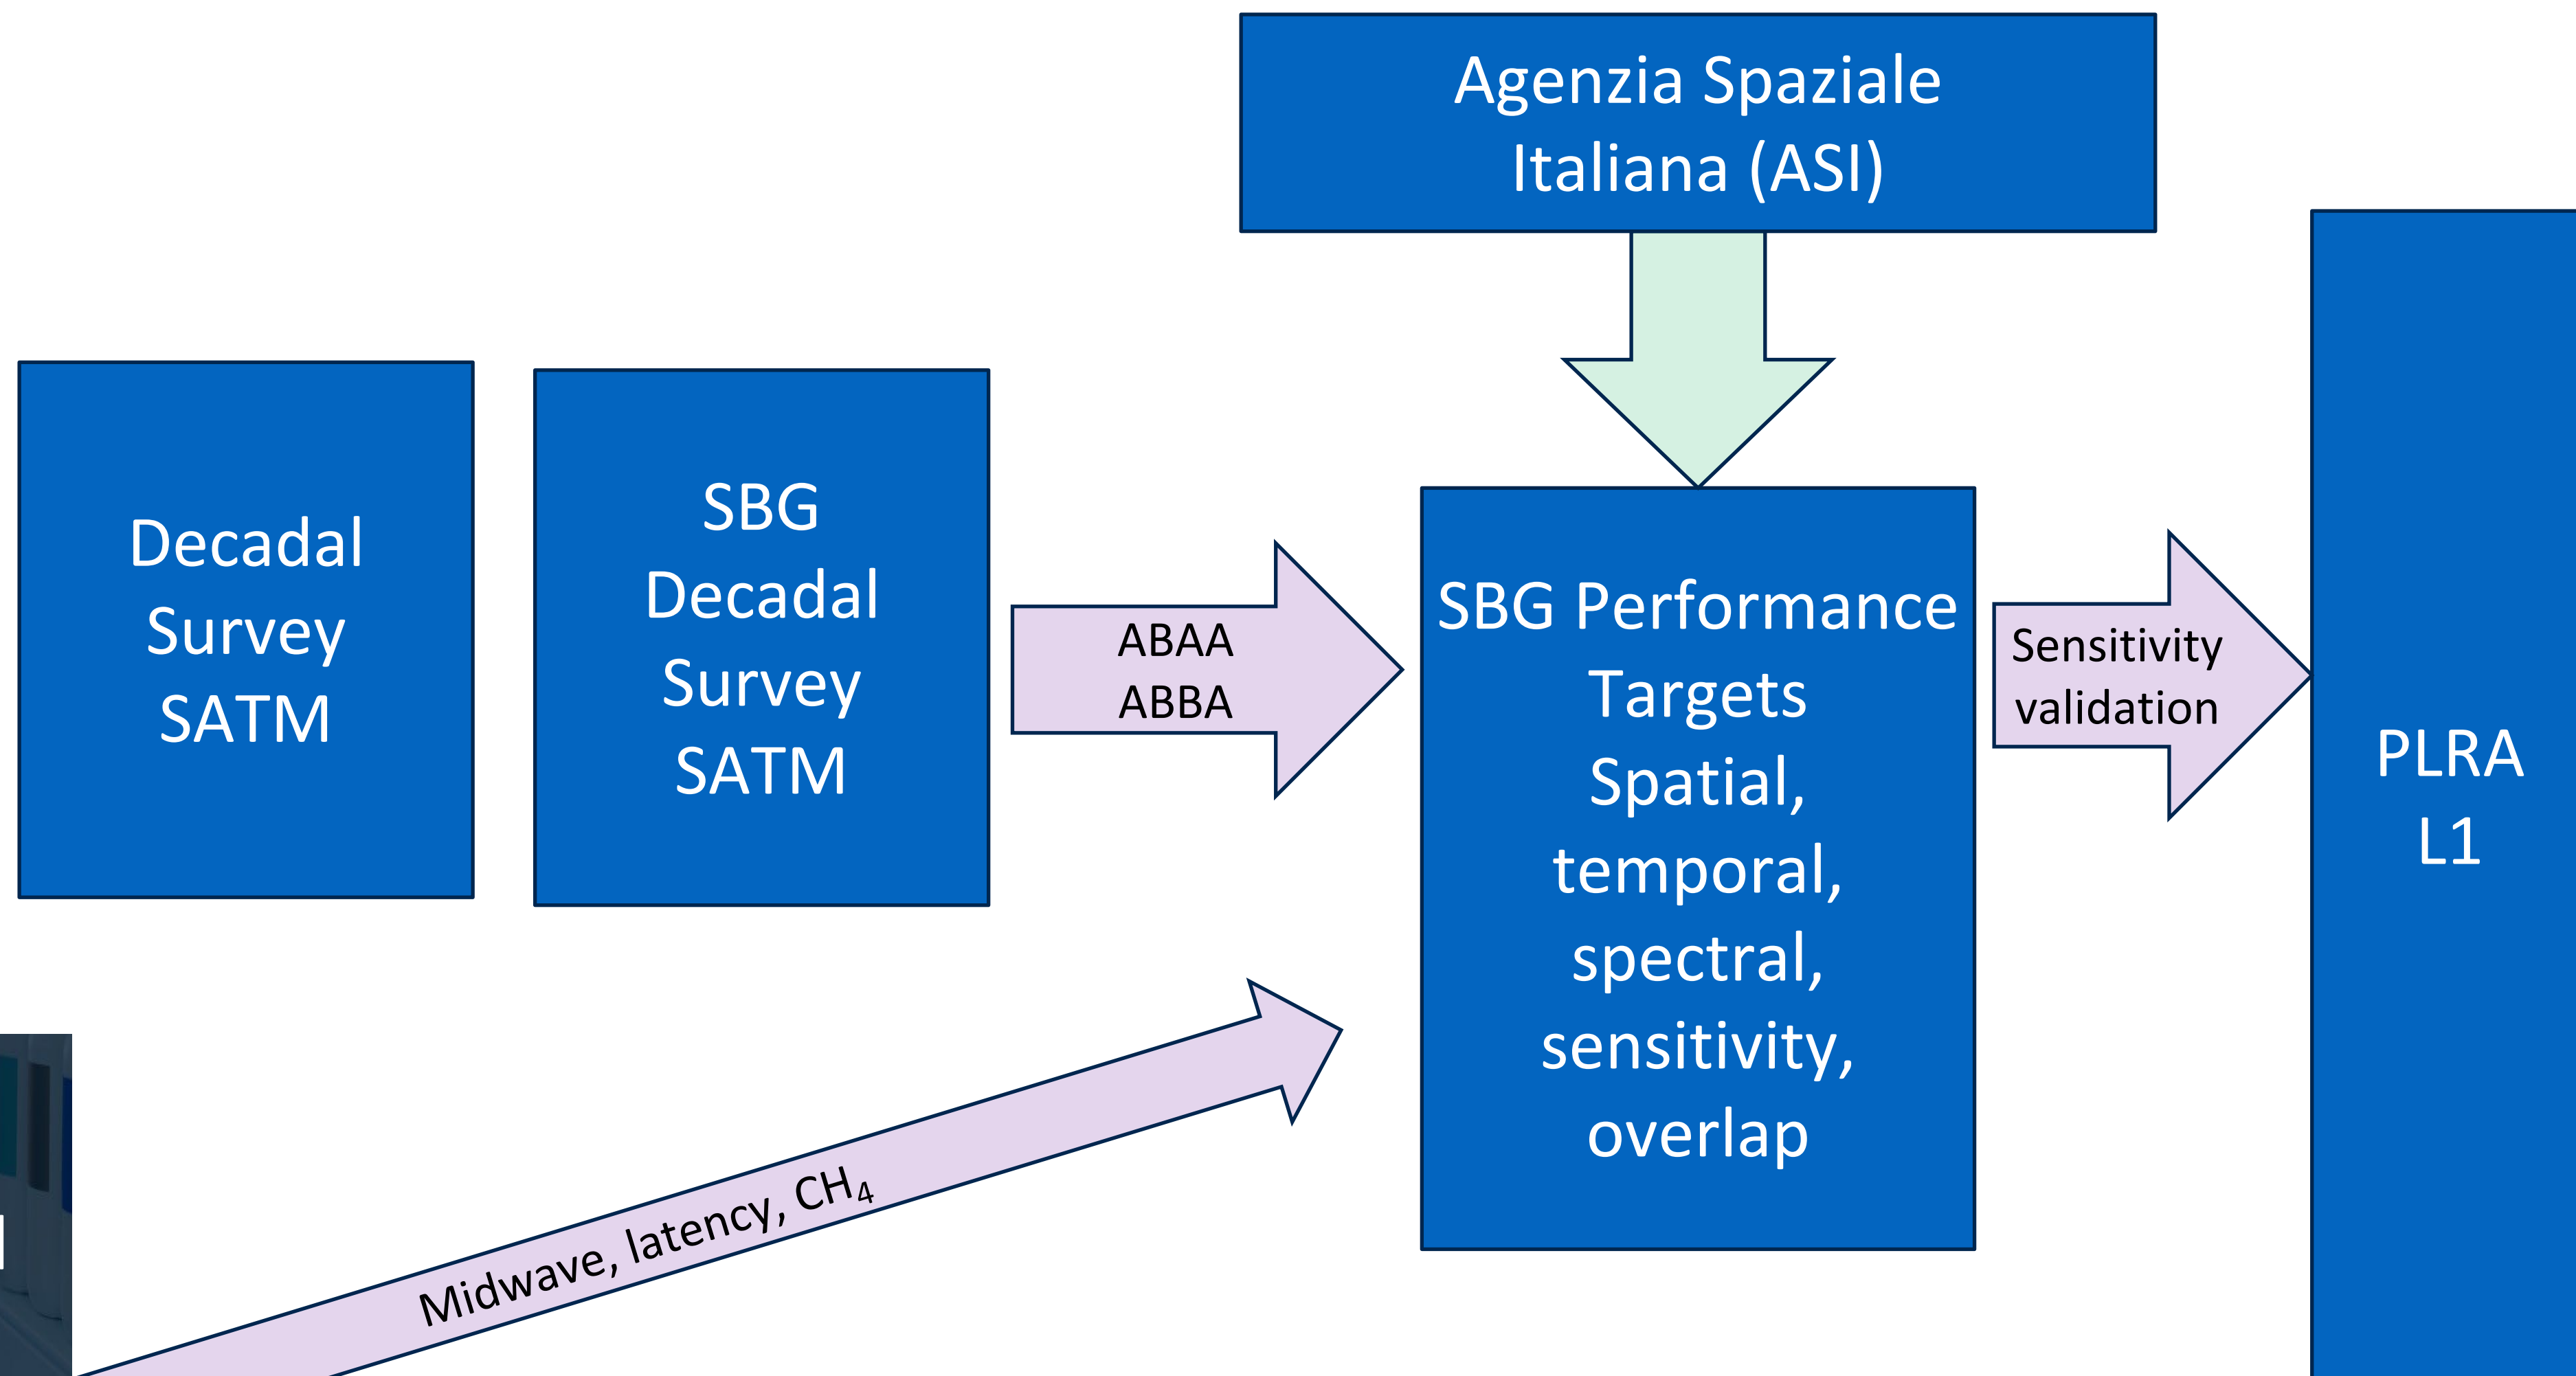 Agenzia Spaziale
Italiana (ASI)
Decadal
Survey
SATM
SBG
Decadal
Survey
SATM
ABAA
ABBA
SBG Performance
Targets
Spatial,
temporal,
spectral,
sensitivity,
overlap
Sensitivity
validation
PLRA
L1
Midwave, latency, CH₄